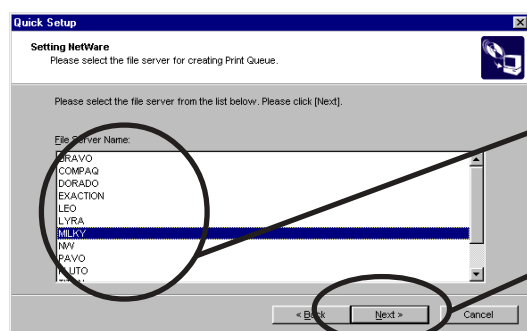 Quick Setup
Setting NetWare
Please select the file server for creating Print Queue.
Please select the file server from the list below. Please click [Next].
File Server Name:
BRAVO
COMPAQ
DORADO
EXACTION
LEO
LYRA
MILKY
NW
PAVO
PLUTO
« Back
Next »
Cancel